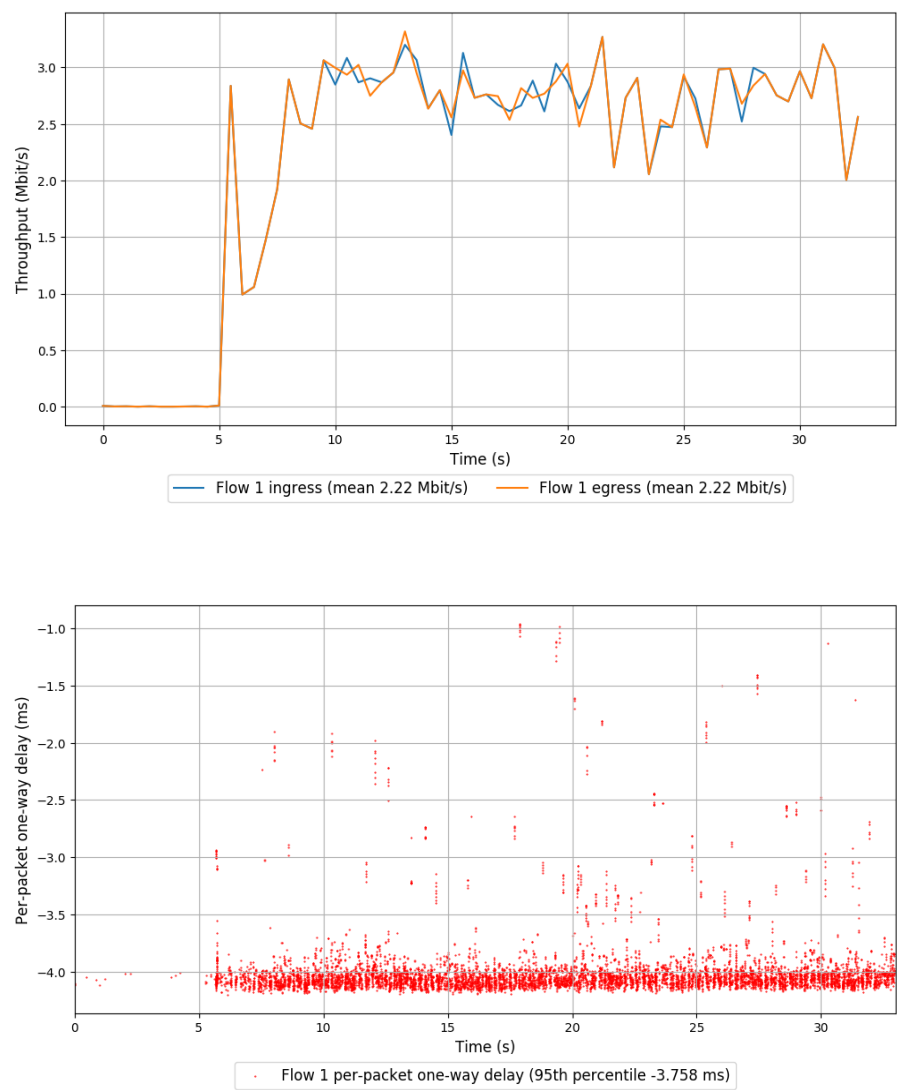 3.0
2.5
2.0
1.5
1.0
0.5
0.0
Throughput (Mbit/s)
0 5 10 15 20 25 30
Time (s)
Flow 1 ingress (mean 2.22 Mbit/s) Flow 1 egress (mean 2.22 Mbit/s)
−1.0
−1.5
−2.0
−2.5
−3.0
−3.5
−4.0
Per-packet one-way delay (ms)
0 5 10 15 20 25 30
Time (s)
Flow 1 per-packet one-way delay (95th percentile -3.758 ms)